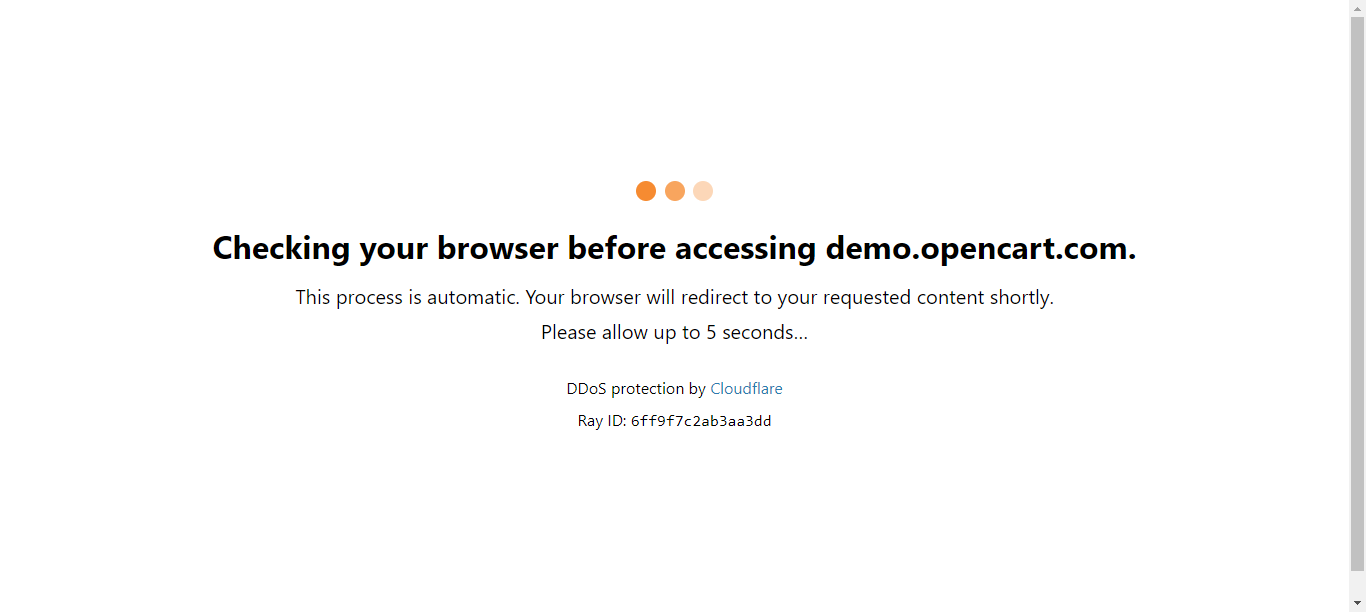 Checking your browser before accessing demo.opencart.com.
This process is automatic. Your browser will redirect to your requested content shortly.
Please allow up to 5 seconds...
DDoS protection by Cloudflare
Ray ID: 6ff9f7c2ab3aa3dd